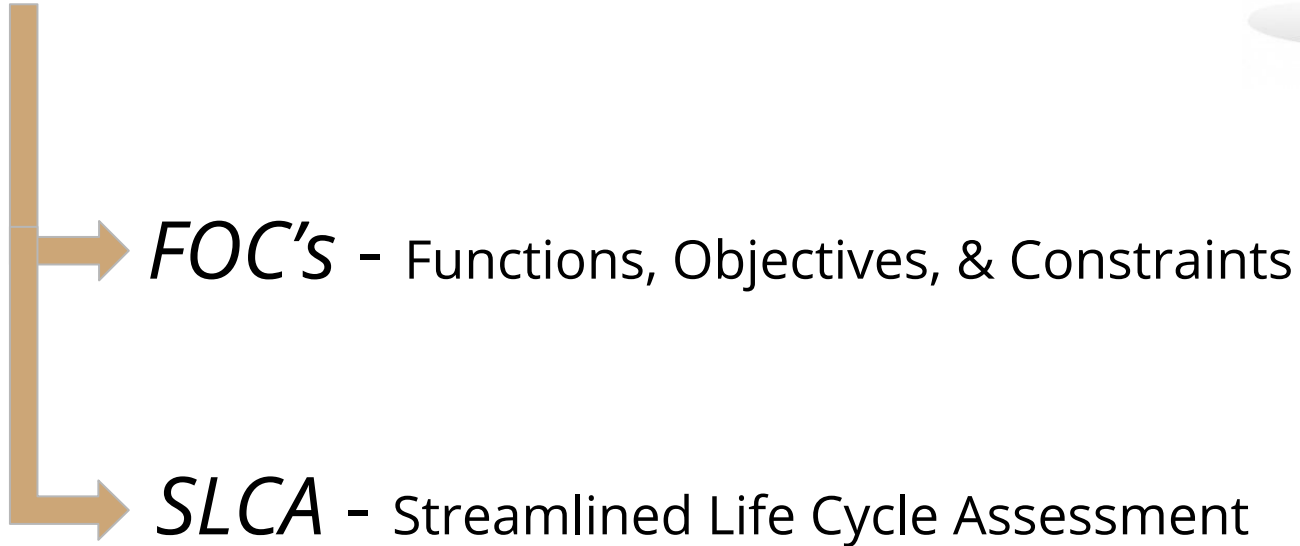 FOC’s - Functions, Objectives, & Constraints
SLCA - Streamlined Life Cycle Assessment